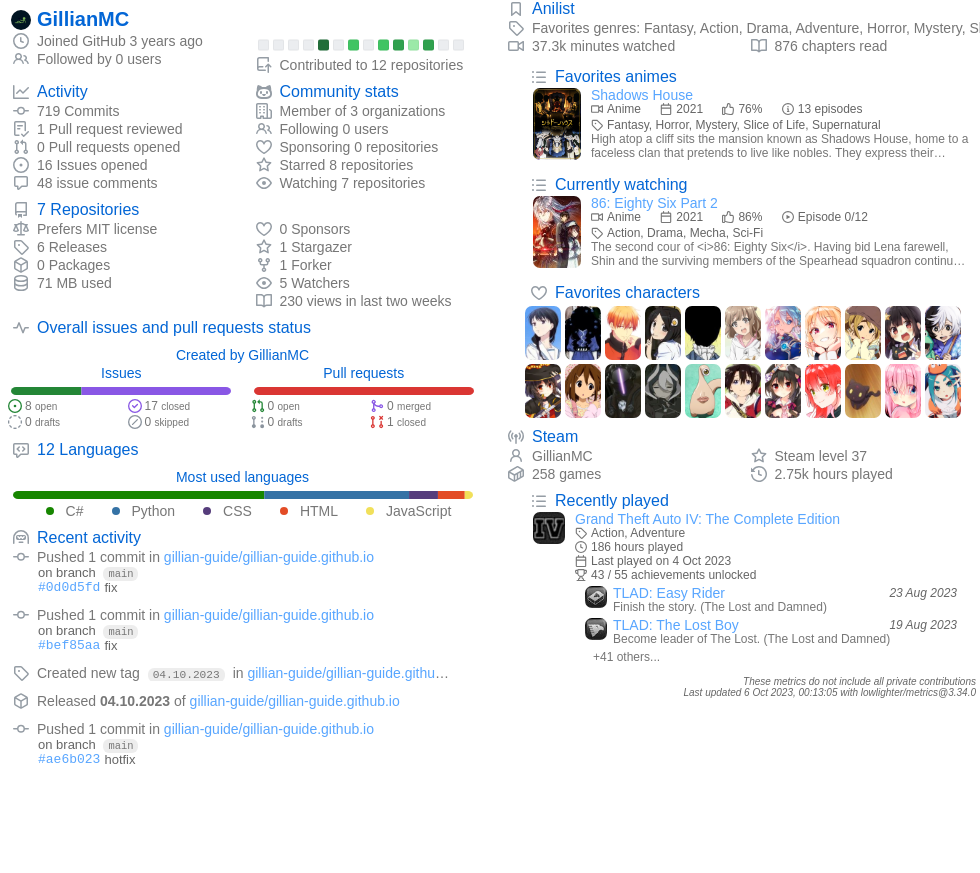 GillianMC
Joined GitHub 3 years ago
Followed by 0 users
Contributed to 12 repositories
Activity
719 Commits
1 Pull request reviewed
0 Pull requests opened
16 Issues opened
48 issue comments
Community stats
Member of 3 organizations
Following 0 users
Sponsoring 0 repositories
Starred 8 repositories
Watching 7 repositories
7 Repositories
Prefers MIT license
6 Releases
0 Packages
71 MB used
0 Sponsors
1 Stargazer
1 Forker
5 Watchers
230 views in last two weeks
Overall issues and pull requests status
Created by GillianMC
Issues
8 open
17 closed
0 drafts
0 skipped
Pull requests
0 open
0 merged
0 drafts
1 closed
12 Languages
Most used languages
C# Python CSS HTML JavaScript
Recent activity
Pushed 1 commit in gillian-guide/gillian-guide.github.io
on branch main
#0d0d5fd fix
Pushed 1 commit in gillian-guide/gillian-guide.github.io
on branch main
#bef85aa fix
Created new tag 04.10.2023 in gillian-guide/gillian-guide.githu…
Released 04.10.2023 of gillian-guide/gillian-guide.github.io
Pushed 1 commit in gillian-guide/gillian-guide.github.io
on branch main
#ae6b023 hotfix
Anilist
Favorites genres: Fantasy, Action, Drama, Adventure, Horror, Mystery, S
37.3k minutes watched
876 chapters read
Favorites animes
Shadows House
Anime 2021 76% 13 episodes
Fantasy, Horror, Mystery, Slice of Life, Supernatural
High atop a cliff sits the mansion known as Shadows House, home to a
faceless clan that pretends to live like nobles. They express their…
Currently watching
86: Eighty Six Part 2
Anime 2021 86% Episode 0/12
Action, Drama, Mecha, Sci-Fi
The second cour of <i>86: Eighty Six</i>. Having bid Lena farewell,
Shin and the surviving members of the Spearhead squadron continu…
Favorites characters
Steam
GillianMC
Steam level 37
258 games
2.75k hours played
Recently played
IV
Grand Theft Auto IV: The Complete Edition
Action, Adventure
186 hours played
Last played on 4 Oct 2023
43 / 55 achievements unlocked
TLAD: Easy Rider 23 Aug 2023
Finish the story. (The Lost and Damned)
TLAD: The Lost Boy 19 Aug 2023
Become leader of The Lost. (The Lost and Damned)
+41 others...
These metrics do not include all private contributions
Last updated 6 Oct 2023, 00:13:05 with lowlighter/metrics@3.34.0